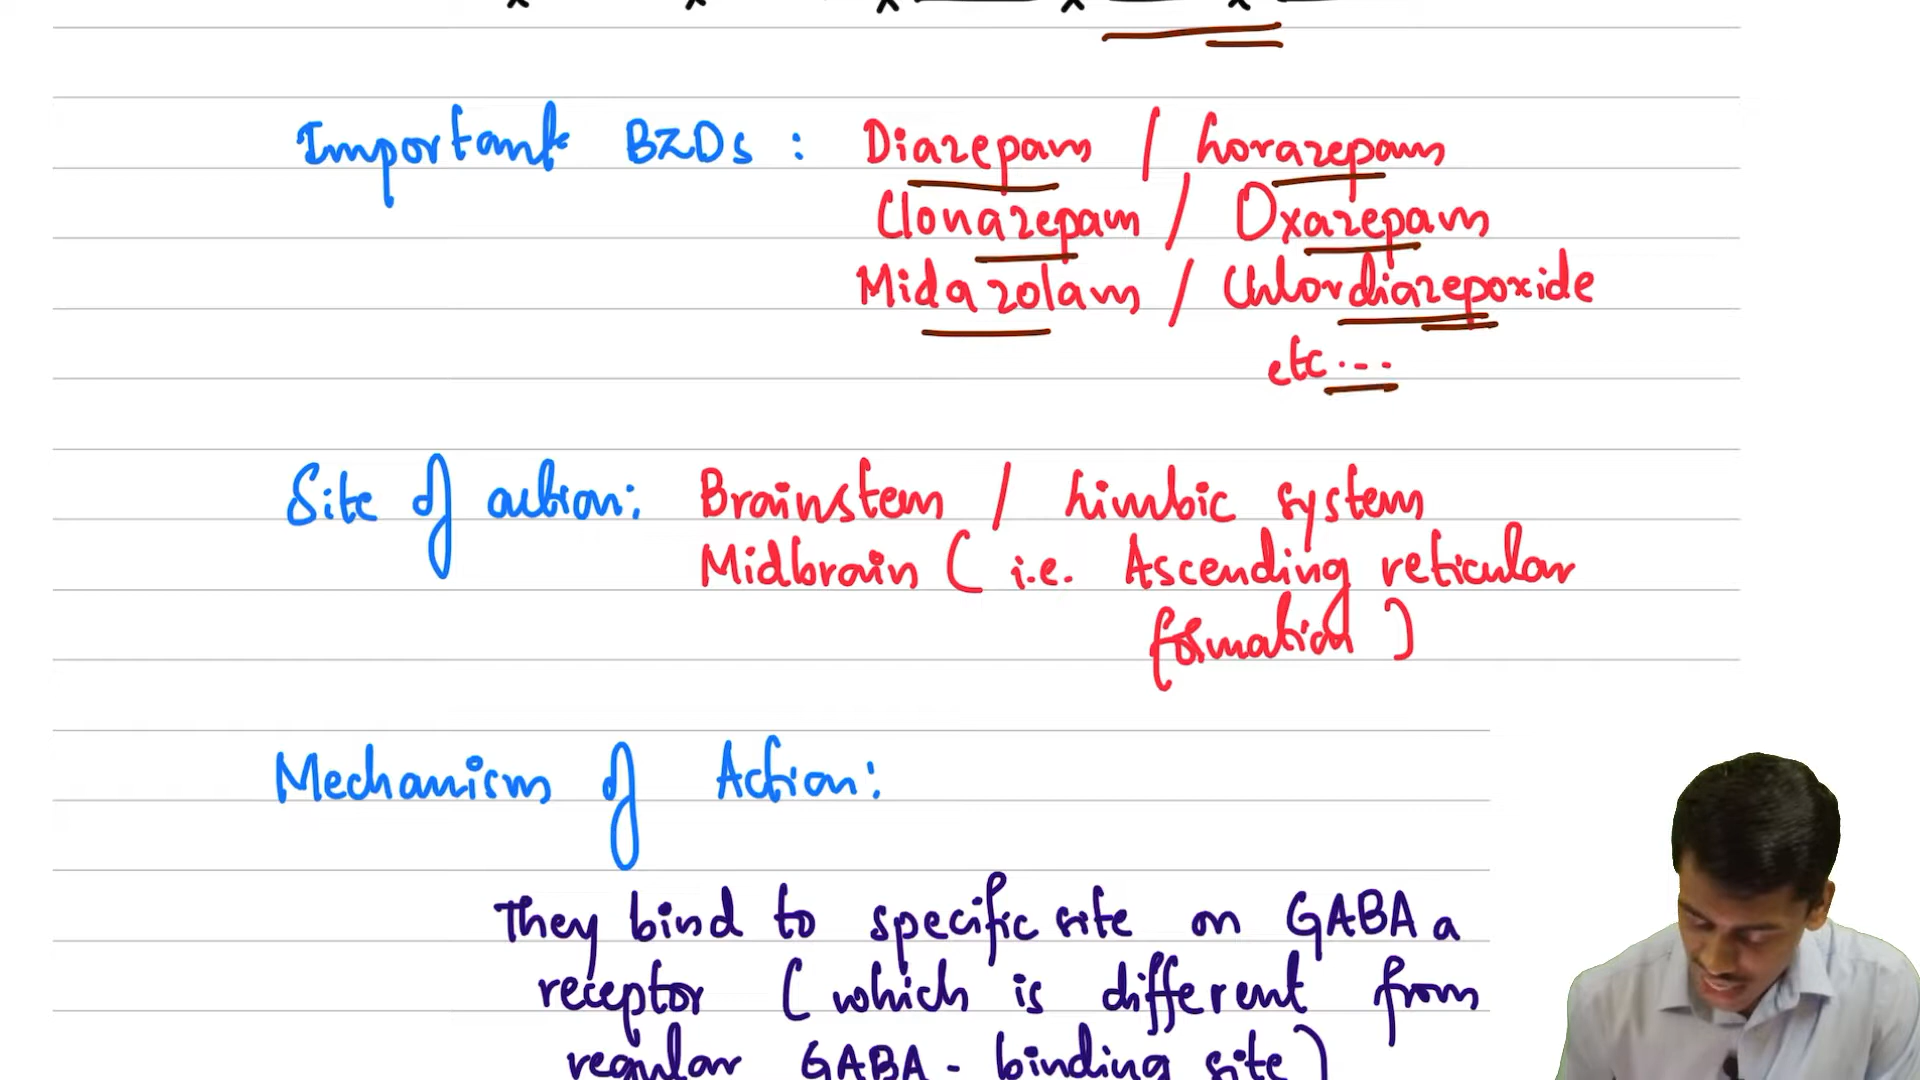 Important BZDs : Diazepam / Lorazepam
Clonazepam / Oxazepam
Midazolam / Chlordiazepoxide
etc...
Site of action: Brainstem / Limbic system
Midbrain ( i.e. Ascending reticular
formation )
Mechanism of Action:
They bind to specific site on GABA a
receptor ( which is different from
regular GABA - binding site )